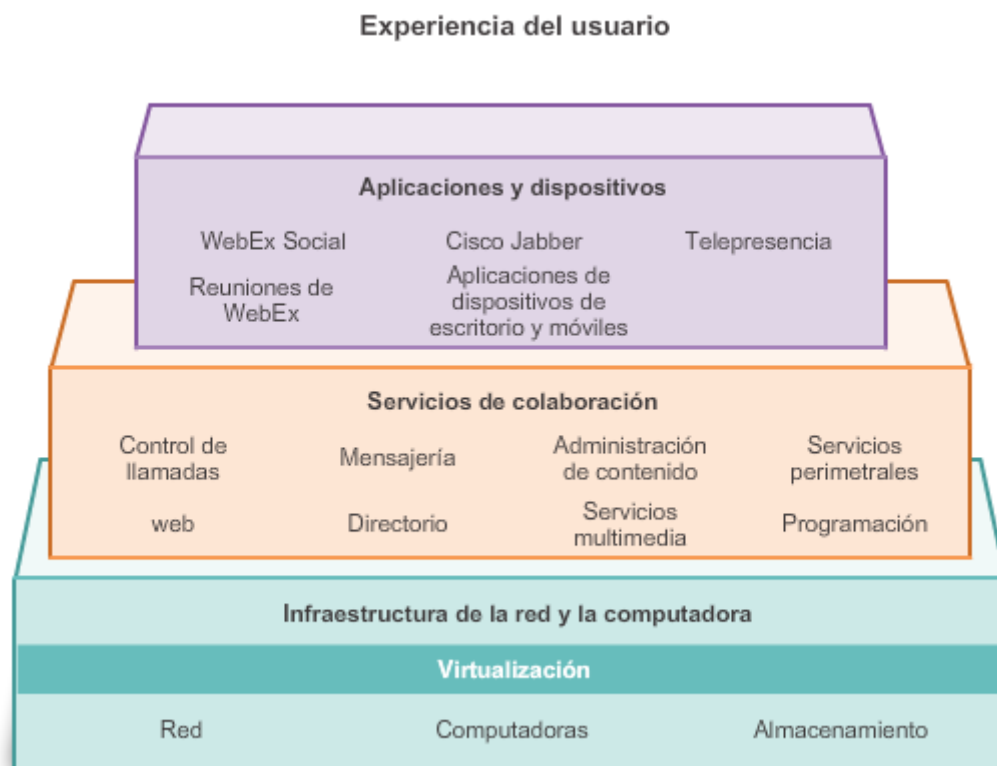 Experiencia del usuario
Aplicaciones y dispositivos
WebEx Social
Cisco Jabber
Telepresencia
Reuniones de
WebEx
Aplicaciones de
dispositivos de
escritorio y móviles
Servicios de colaboración
Control de
llamadas
Mensajería
Administración
de contenido
Servicios
perimetrales
web
Directorio
Servicios
multimedia
Programación
Infraestructura de la red y la computadora
Virtualización
Red
Computadoras
Almacenamiento